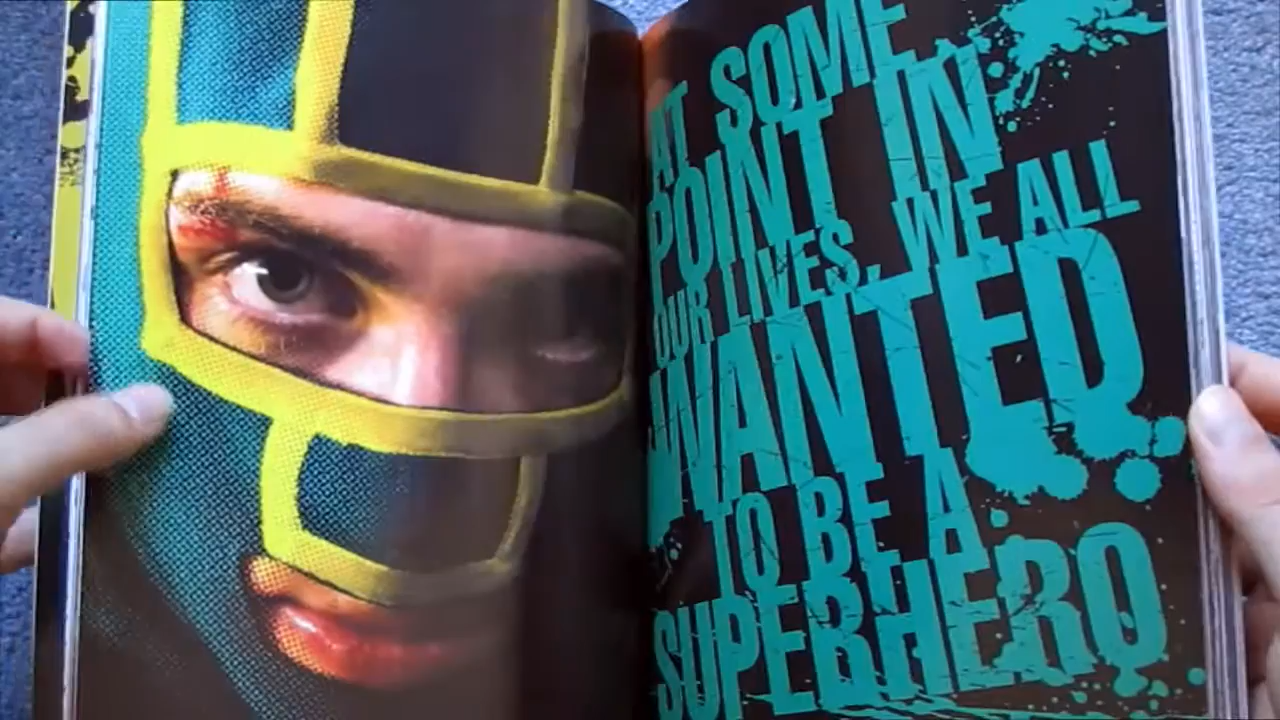 AT SOME
POINT IN
OUR LIVES, WE ALL
WANTED
TO BE A
SUPERHERO